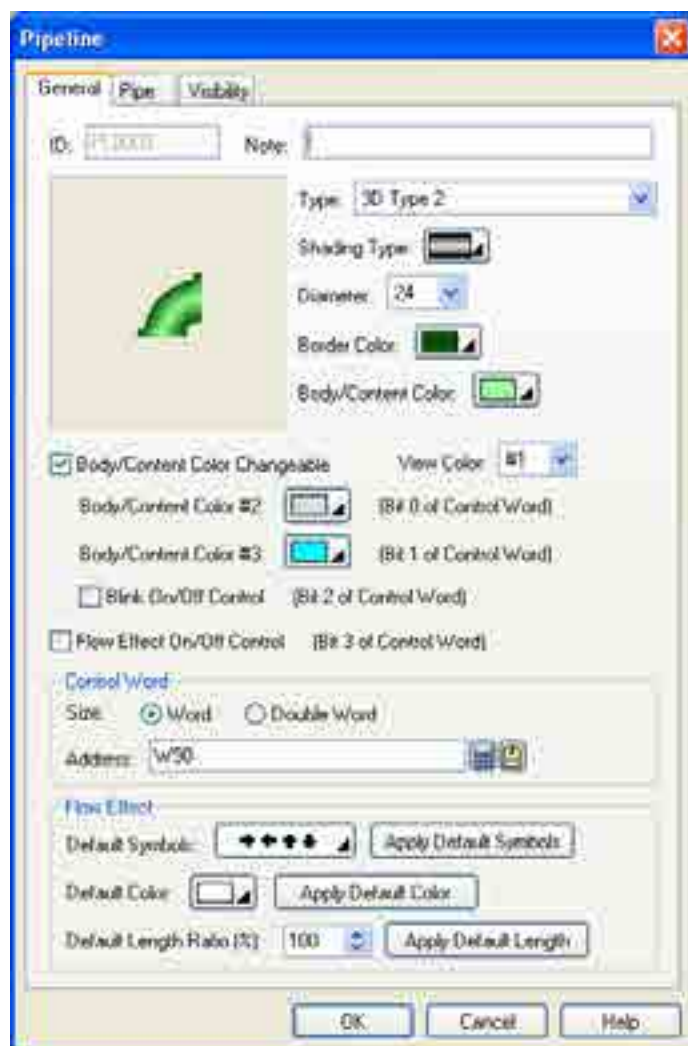 Pipeline
General Pipe Visibility
ID: Note:
Type: 3D Type 2
Shading Type:
Diameter: 24
Border Color:
Body/Content Color:
Body/Content Color Changeable View Color: #1
Body/Content Color #2: (Bit 0 of Control Word)
Body/Content Color #3: (Bit 1 of Control Word)
Blink On/Off Control (Bit 2 of Control Word)
Flow Effect On/Off Control (Bit 3 of Control Word)
Control Word
Size: Word Double Word
Address: W90
Flow Effect
Default Symbols: Apply Default Symbols
Default Color: Apply Default Color
Default Length Ratio (%): 100 Apply Default Length
OK Cancel Help